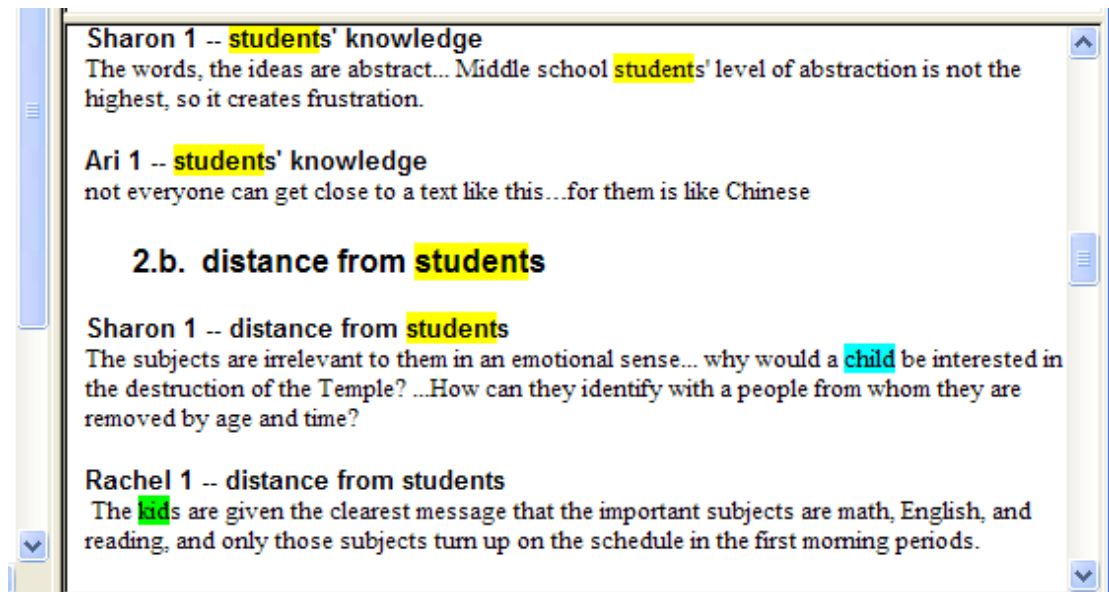 Sharon 1 -- students' knowledge
The words, the ideas are abstract... Middle school students' level of abstraction is not the
highest, so it creates frustration.
Ari 1 -- students' knowledge
not everyone can get close to a text like this...for them is like Chinese
2.b. distance from students
Sharon 1 -- distance from students
The subjects are irrelevant to them in an emotional sense... why would a child be interested in
the destruction of the Temple? ...How can they identify with a people from whom they are
removed by age and time?
Rachel 1 -- distance from students
The kids are given the clearest message that the important subjects are math, English, and
reading, and only those subjects turn up on the schedule in the first morning periods.